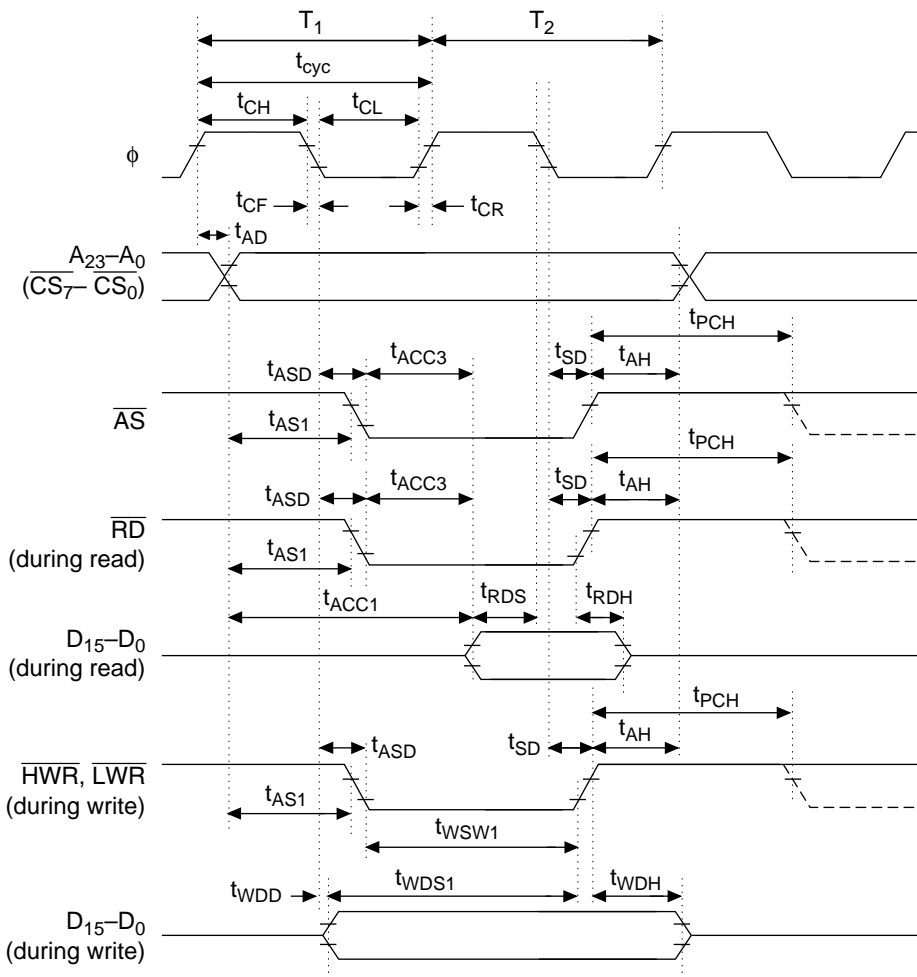 T1 T2
tcyc
tCH tCL
ϕ
tCF tCR
tAD
A23–A0
(CS7–CS0)
tPCH
tASD tACC3 tSD tAH
AS
tAS1
tPCH
tASD tACC3 tSD tAH
RD
(during read)
tAS1
tACC1 tRDS tRDH
D15–D0
(during read)
tPCH
tASD tSD tAH
HWR, LWR
(during write)
tAS1
tWSW1
tWDD tWDS1 tWDH
D15–D0
(during write)